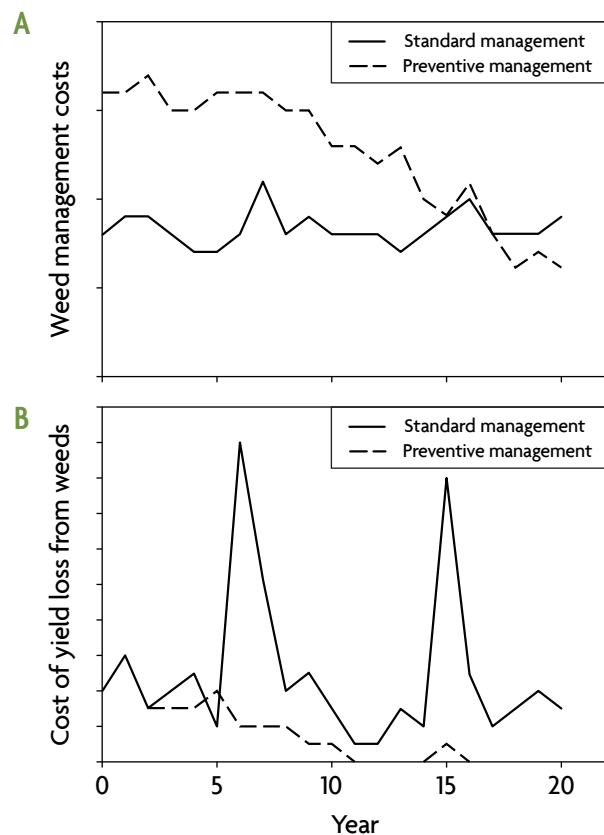 A
Standard management
Preventive management
Weed management costs
B
Standard management
Preventive management
Cost of yield loss from weeds
0 5 10 15 20
Year